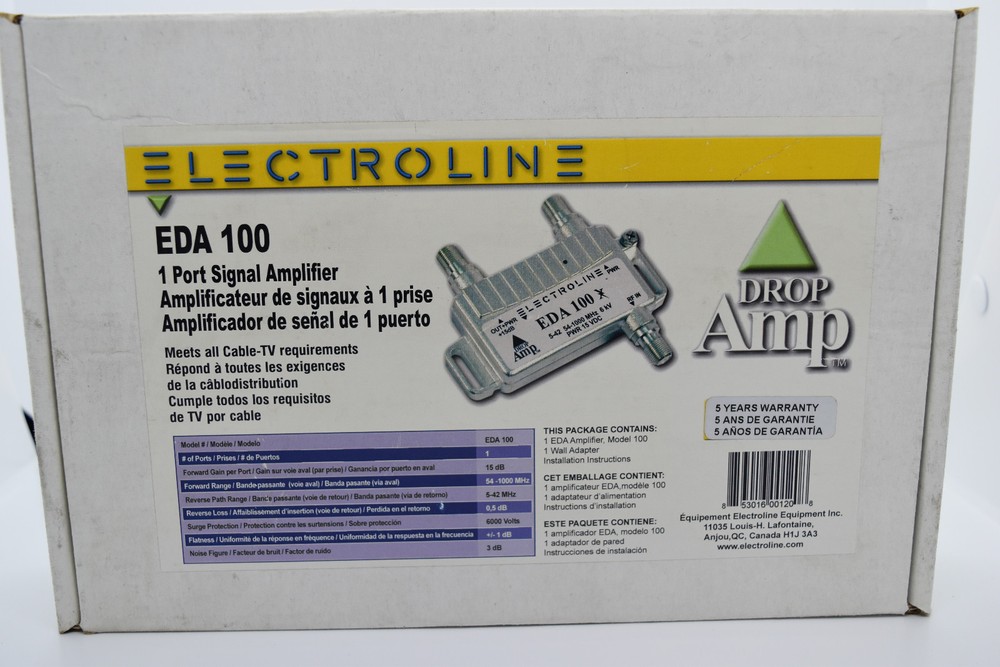 ELECTROLINE
EDA 100
1 Port Signal Amplifier
Amplificateur de signaux à 1 prise
Amplificador de señal de 1 puerto
Meets all Cable-TV requirements
Répond à toutes les exigences
de la câblodistribution
Cumple todos los requisitos
de TV por cable
ELECTROLINE
EDA 100
5-42 54-1000 MHz 6 kV
PWR 15 VDC
OUT+PWR
+15dB
PWR
RF IN
DROP
Amp
DROP
Amp
TM
5 YEARS WARRANTY
5 ANS DE GARANTIE
5 AÑOS DE GARANTÍA
Model # / Modèle / Modelo EDA 100
# of Ports / Prises / # de Puertos 1
Forward Gain per Port / Gain sur voie aval (par prise) / Ganancia por puerto en aval 15 dB
Forward Range / Bande-passante (voie aval) / Banda pasante (via aval) 54 -1000 MHz
Reverse Path Range / Bande passante (voie de retour) / Banda pasante (via de retorno) 5-42 MHz
Reverse Loss / Affaiblissement d'insertion (voie de retour) / Perdida en el retorno 0,5 dB
Surge Protection / Protection contre les surtensions / Sobre protección 6000 Volts
Flatness / Uniformité de la réponse en fréquence / Uniformidad de la respuesta en la frecuencia +/- 1 dB
Noise Figure / Facteur de bruit / Factor de ruido 3 dB
THIS PACKAGE CONTAINS:
1 EDA Amplifier, Model 100
1 Wall Adapter
Installation Instructions
CET EMBALLAGE CONTIENT:
1 amplificateur EDA,modèle 100
1 adaptateur d'alimentation
Instructions d'installation
ESTE PAQUETE CONTIENE:
1 amplificador EDA, modelo 100
1 adaptador de pared
Instrucciones de instalación
8 53016 00120 8
Équipement Electroline Equipment Inc.
11035 Louis-H. Lafontaine,
Anjou,QC, Canada H1J 3A3
www.electroline.com